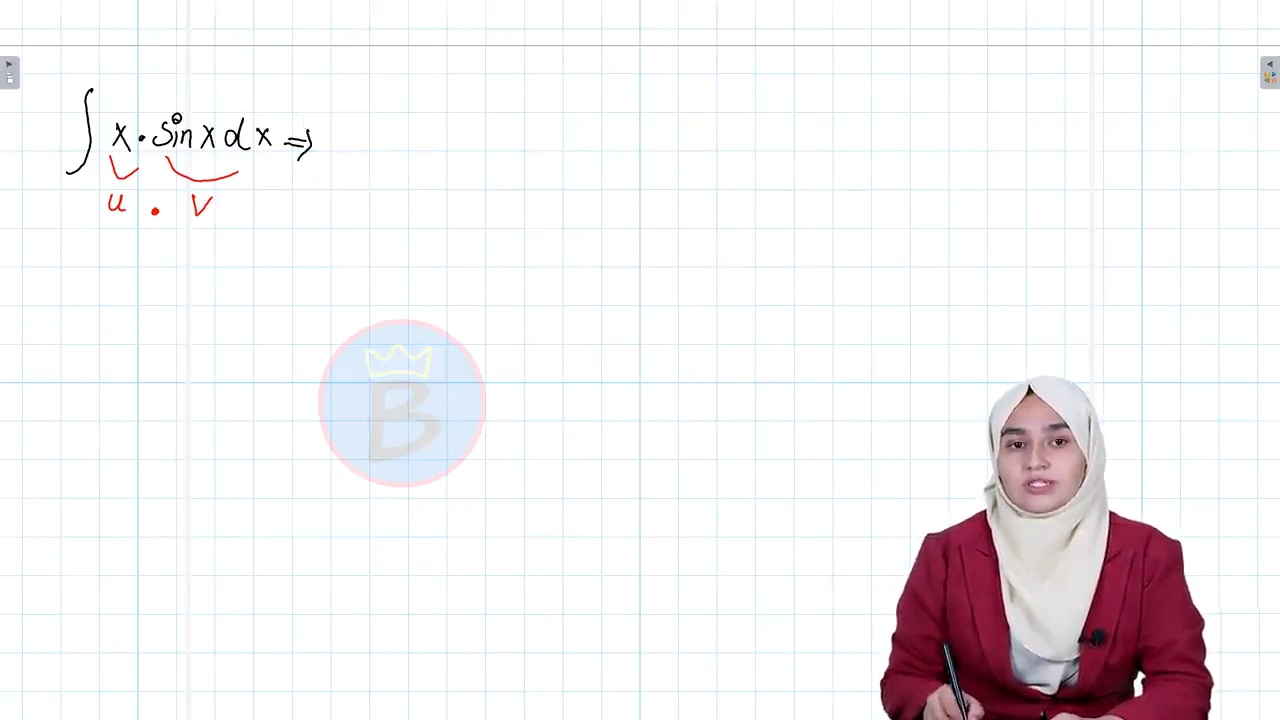 ∫ x · sin x dx ⇒
u · v
B